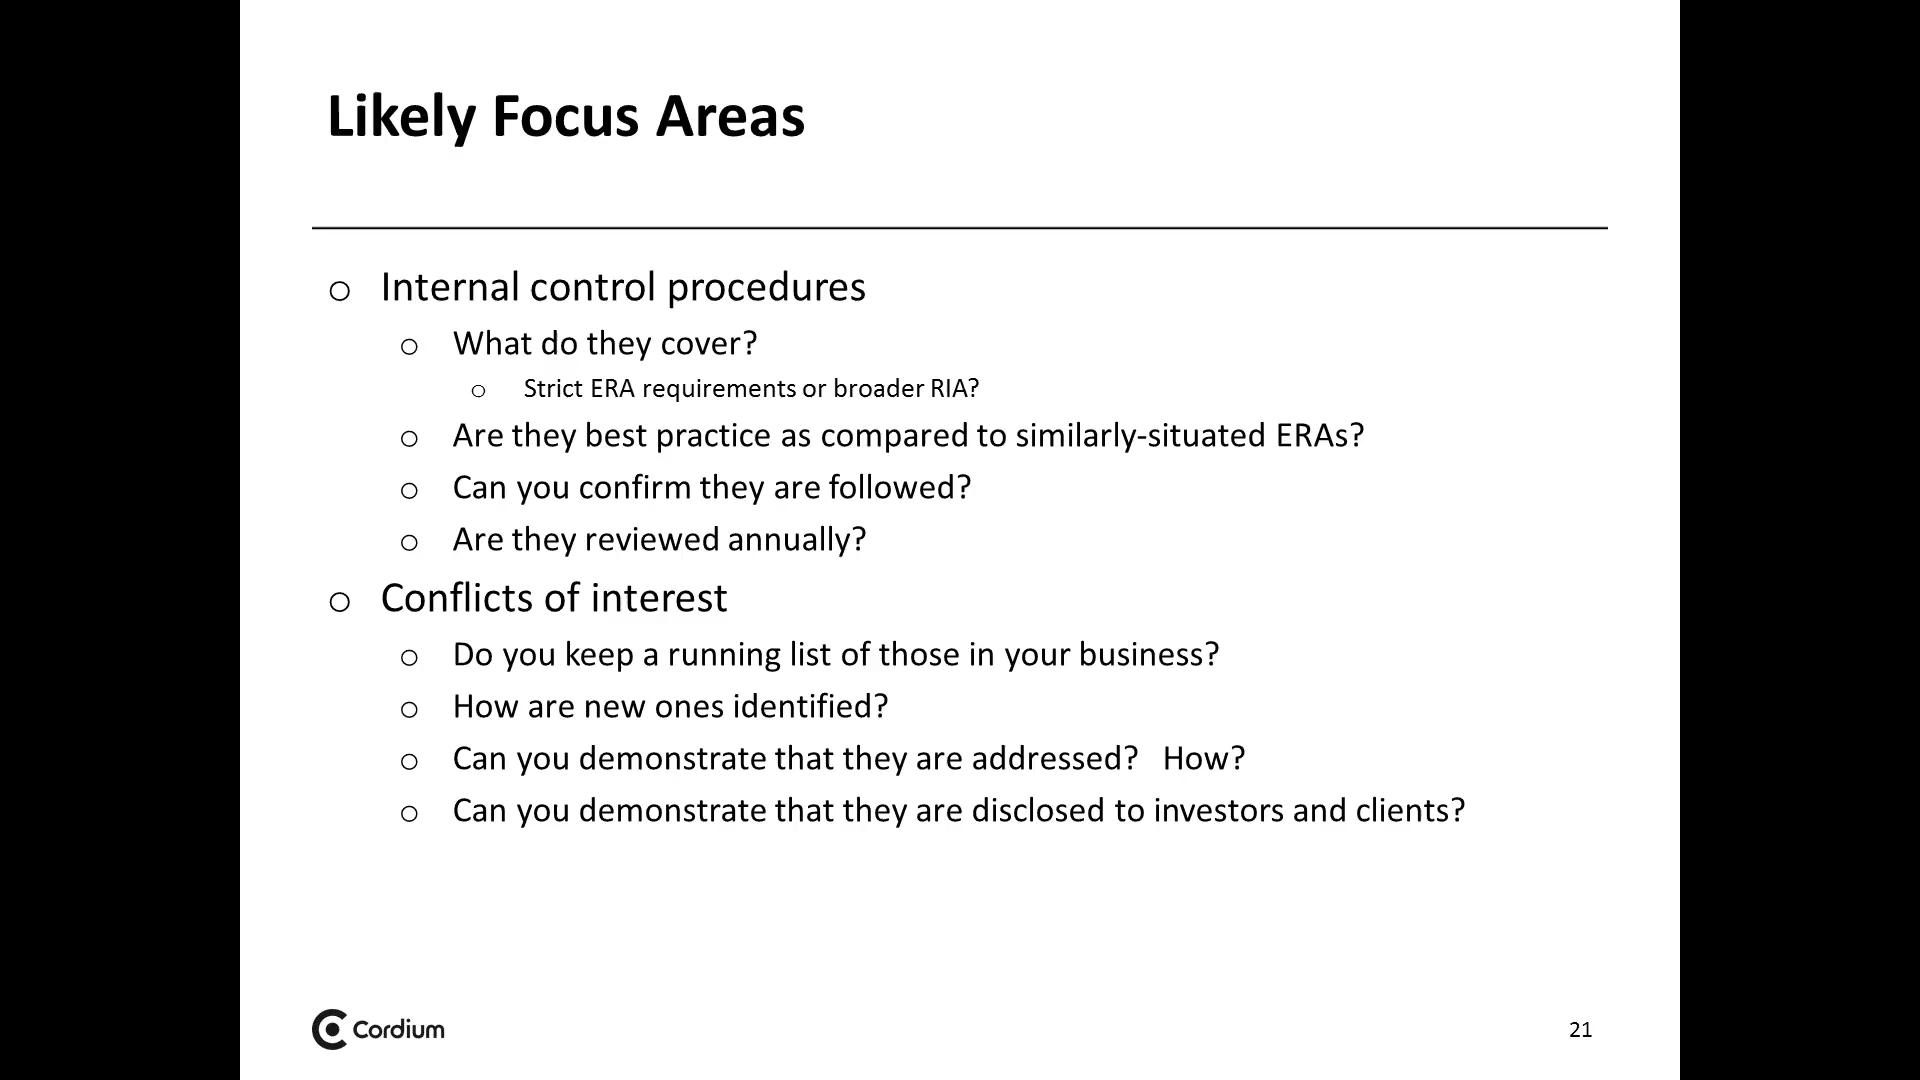 Likely Focus Areas
Internal control procedures
What do they cover?
Strict ERA requirements or broader RIA?
Are they best practice as compared to similarly-situated ERAs?
Can you confirm they are followed?
Are they reviewed annually?
Conflicts of interest
Do you keep a running list of those in your business?
How are new ones identified?
Can you demonstrate that they are addressed?   How?
Can you demonstrate that they are disclosed to investors and clients?
Cordium
21